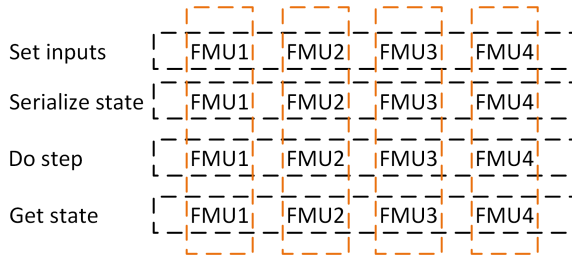 Set inputs FMU1 FMU2 FMU3 FMU4
Serialize state FMU1 FMU2 FMU3 FMU4
Do step FMU1 FMU2 FMU3 FMU4
Get state FMU1 FMU2 FMU3 FMU4